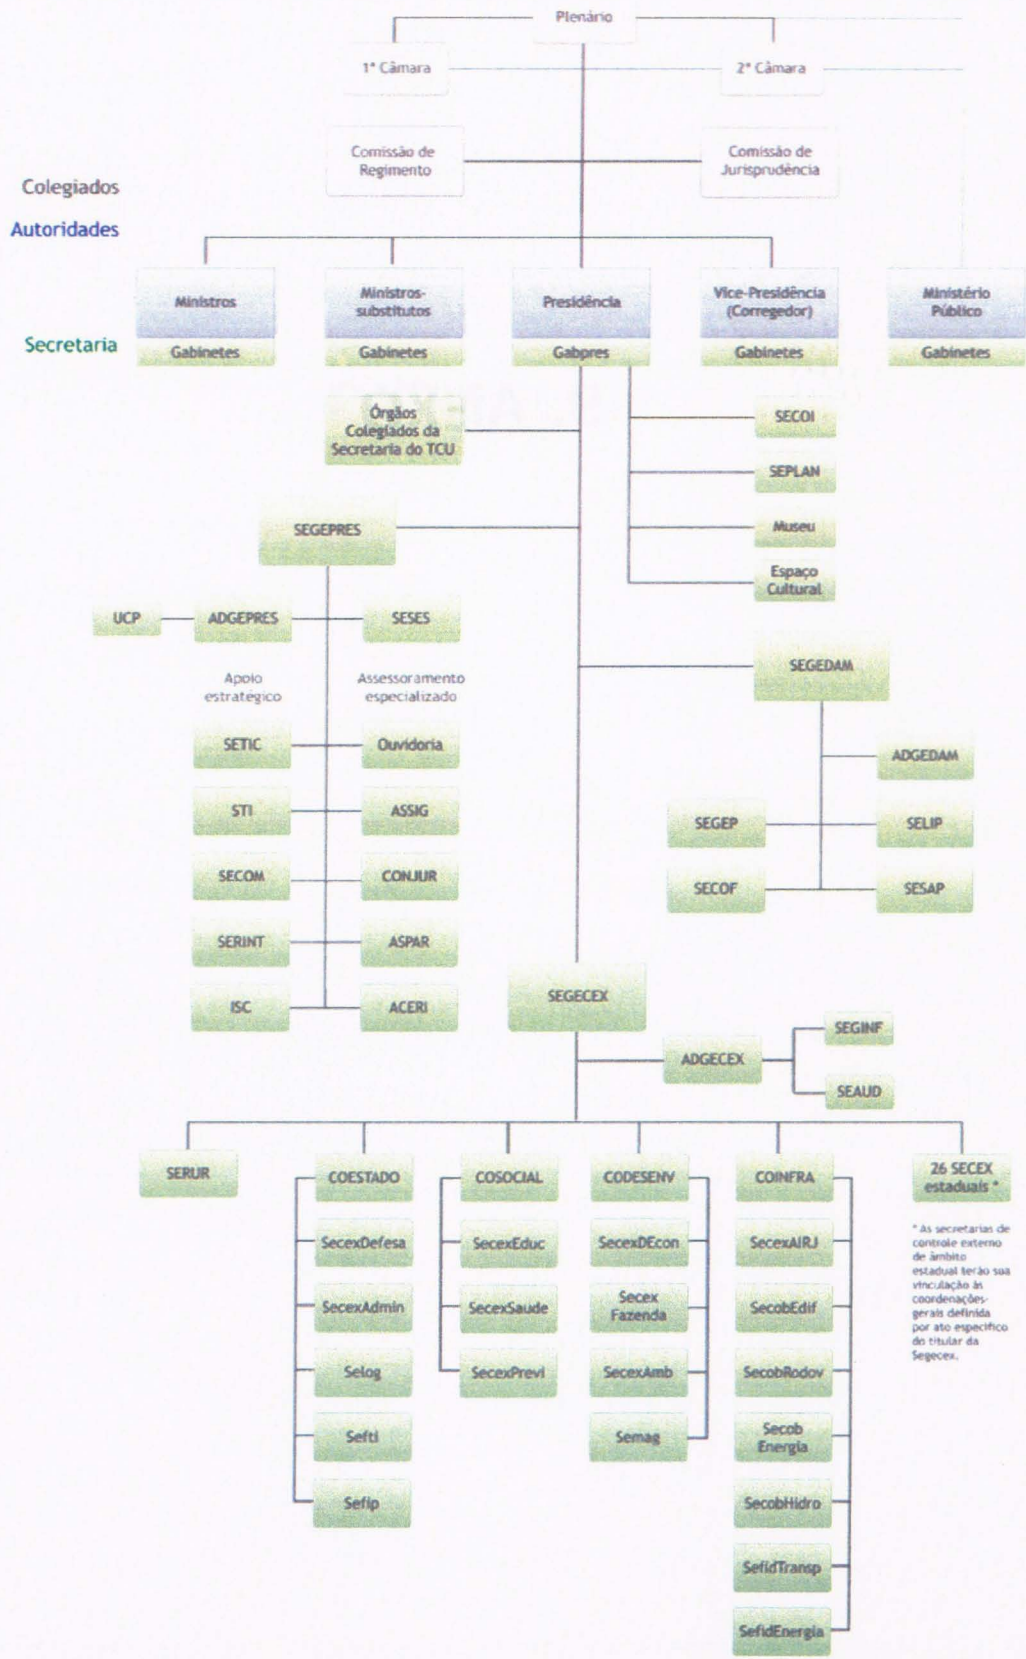 Plenário
1ª Câmara
2ª Câmara
Comissão de
Regimento
Comissão de
Jurisprudência
Colegiados
Autoridades
Ministros
Ministros-
substitutos
Presidência
Vice-Presidência
(Corregedor)
Ministério
Público
Secretaria
Gabinetes
Gabinetes
Gabpres
Gabinetes
Gabinetes
Órgãos
Colegiados da
Secretaria do TCU
SECOI
SEPLAN
Museu
Espaço
Cultural
SEGEPRES
UCP
ADGEPRES
SESES
Apoio
estratégico
Assessoramento
especializado
SETIC
Ouvidoria
STI
ASSIG
SECOM
CONJUR
SERINT
ASPAR
ISC
ACERI
SEGEDAM
ADGEDAM
SEGEP
SELIP
SECOF
SESAP
SEGECEX
ADGECEX
SEGINF
SEAUD
SERUR
COESTADO
COSOCIAL
CODESENV
COINFRA
26 SECEX
estaduais *
SecexDefesa
SecexAdmin
Selog
Sefti
Sefip
SecexEduc
SecexSaude
SecexPrevi
SecexDEcon
Secex
Fazenda
SecexAmb
Semag
SecexAIRJ
SecobEdif
SecobRodov
Secob
Energia
SecobHidro
SefidTransp
SefidEnergia
* As secretarias de
controle externo
de âmbito
estadual terão sua
vinculação às
coordenações-
gerais definida
por ato específico
do titular da
Segecex.